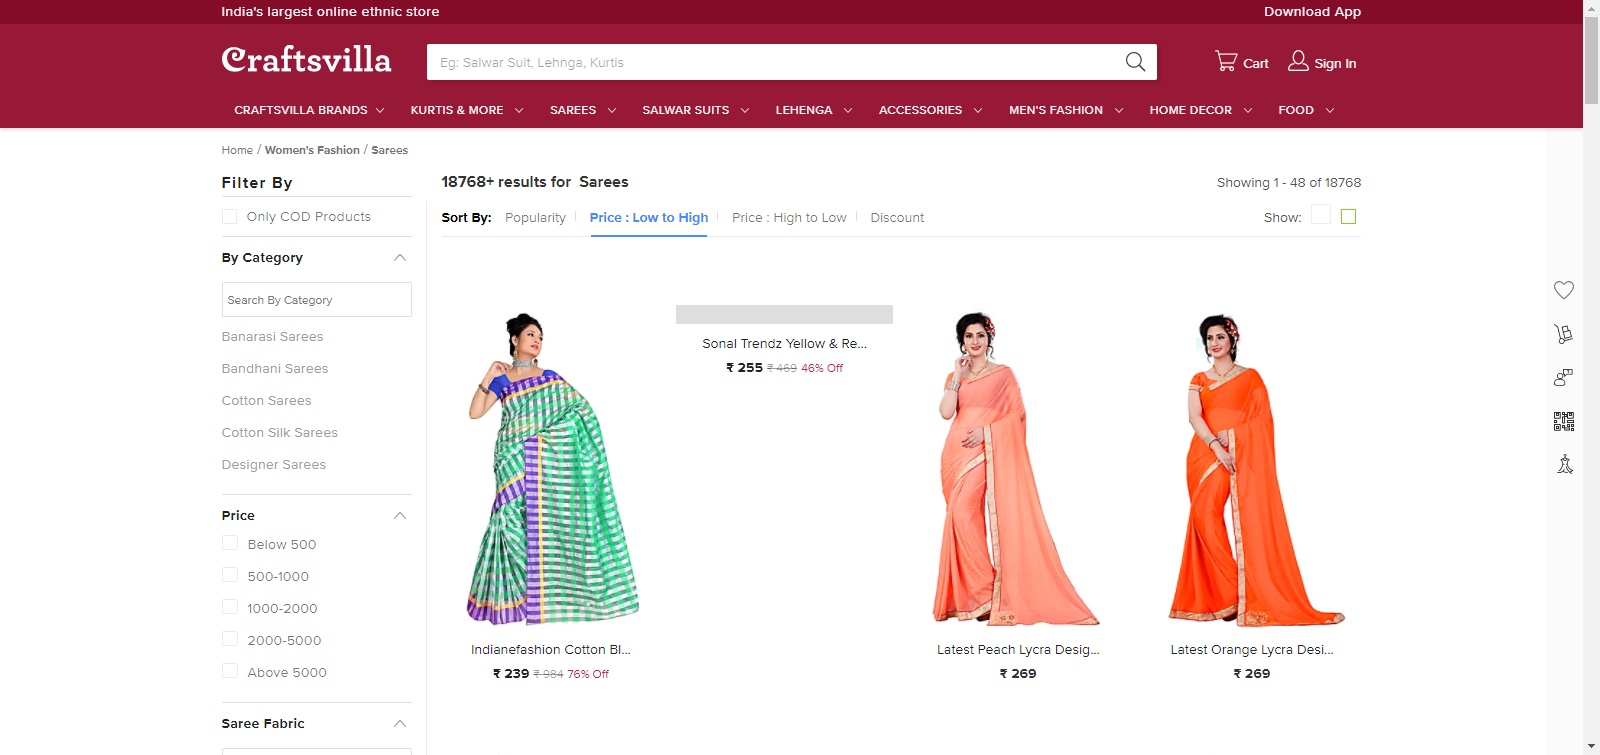 India's largest online ethnic store
Download App
Craftsvilla
Eg: Salwar Suit, Lehnga, Kurtis
Cart
Sign In
CRAFTSVILLA BRANDS
KURTIS & MORE
SAREES
SALWAR SUITS
LEHENGA
ACCESSORIES
MEN'S FASHION
HOME DECOR
FOOD
Home / Women's Fashion / Sarees
Filter By
Only COD Products
By Category
Search By Category
Banarasi Sarees
Bandhani Sarees
Cotton Sarees
Cotton Silk Sarees
Designer Sarees
Price
Below 500
500-1000
1000-2000
2000-5000
Above 5000
Saree Fabric
18768+ results for Sarees
Showing 1 - 48 of 18768
Sort By: Popularity Price : Low to High Price : High to Low Discount
Show:
Indianefashion Cotton Bl...
₹ 239 ₹ 984 76% Off
Sonal Trendz Yellow & Re...
₹ 255 ₹ 469 46% Off
Latest Peach Lycra Desig...
₹ 269
Latest Orange Lycra Desi...
₹ 269